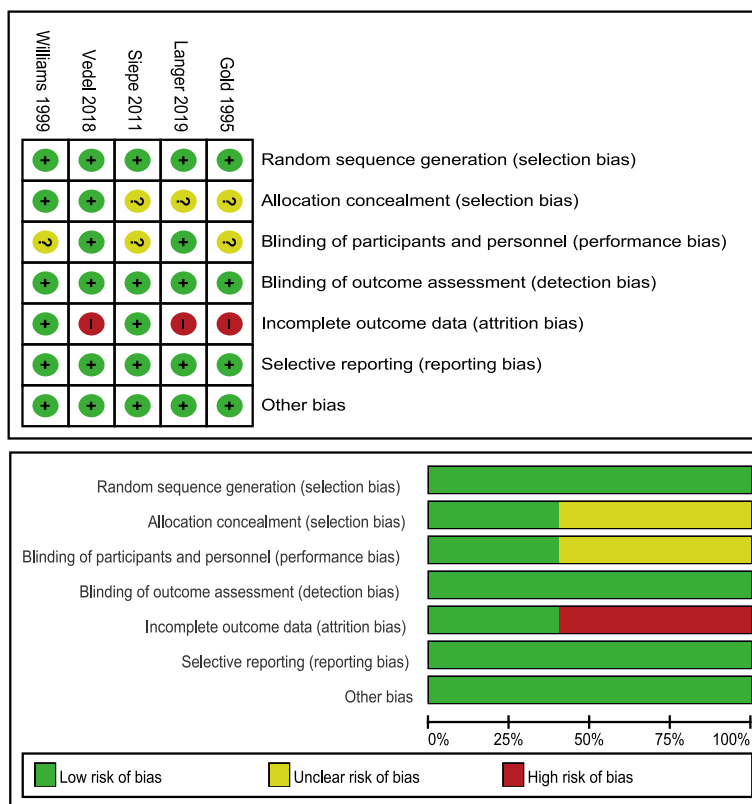 Williams 1999
Vedel 2018
Siepe 2011
Langer 2019
Gold 1995
+ + + + + Random sequence generation (selection bias)
+ + ? ? ? Allocation concealment (selection bias)
? + ? + ? Blinding of participants and personnel (performance bias)
+ + + + + Blinding of outcome assessment (detection bias)
+ − + − − Incomplete outcome data (attrition bias)
+ + + + + Selective reporting (reporting bias)
+ + + + + Other bias
Random sequence generation (selection bias)
Allocation concealment (selection bias)
Blinding of participants and personnel (performance bias)
Blinding of outcome assessment (detection bias)
Incomplete outcome data (attrition bias)
Selective reporting (reporting bias)
Other bias
0% 25% 50% 75% 100%
Low risk of bias Unclear risk of bias High risk of bias